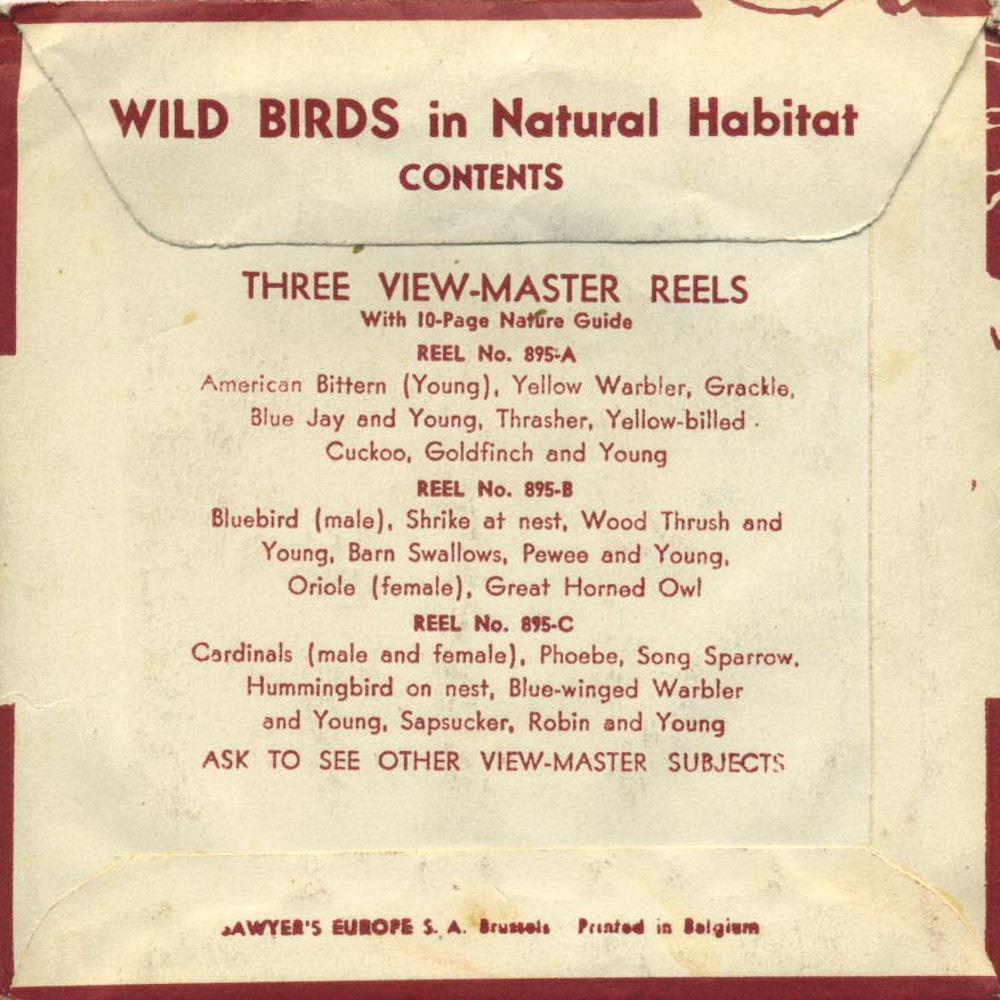 WILD BIRDS in Natural Habitat
CONTENTS
THREE VIEW-MASTER REELS
With 10-Page Nature Guide
REEL No. 895-A
American Bittern (Young), Yellow Warbler, Grackle,
Blue Jay and Young, Thrasher, Yellow-billed
Cuckoo, Goldfinch and Young
REEL No. 895-B
Bluebird (male), Shrike at nest, Wood Thrush and
Young, Barn Swallows, Pewee and Young,
Oriole (female), Great Horned Owl
REEL No. 895-C
Cardinals (male and female), Phoebe, Song Sparrow,
Hummingbird on nest, Blue-winged Warbler
and Young, Sapsucker, Robin and Young
ASK TO SEE OTHER VIEW-MASTER SUBJECTS
SAWYER'S EUROPE S. A. Brussels Printed in Belgium